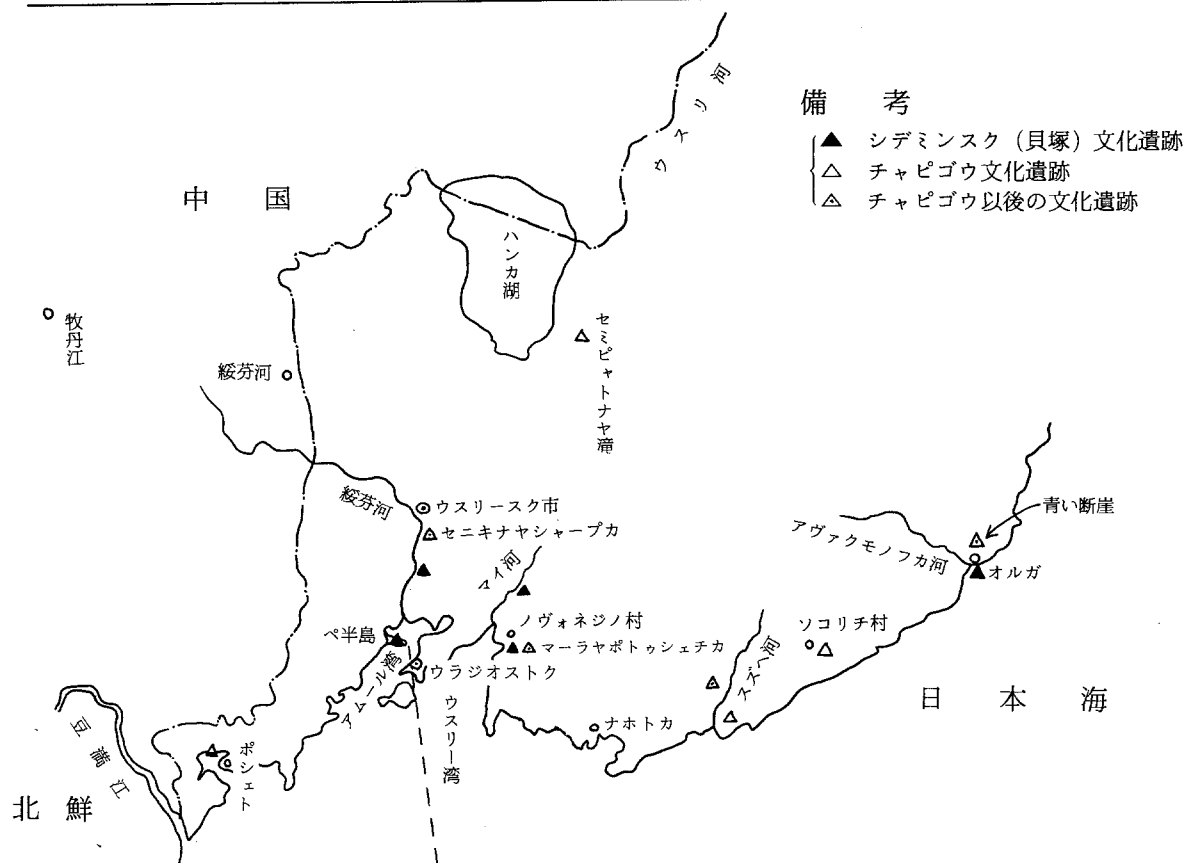 備 考
▲ シデミンスク（貝塚）文化遺跡
△ チャピゴウ文化遺跡
チャピゴウ以後の文化遺跡
ウスリ河
中 国
ハンカ湖
牧丹江
綏芬河
セミピャトナヤ滝
綏芬河
ウスリースク市
セニキナヤシャープカ
マイ河
ノヴォネジノ村
マーラヤポトゥシェチカ
ペ半島
ウラジオストク
アムール湾
ウスリー湾
ナホトカ
スズヘ河
ソコリチ村
アヴァクモノフカ河
青い断崖
オルガ
日 本 海
ポシェト
豆満江
北 鮮